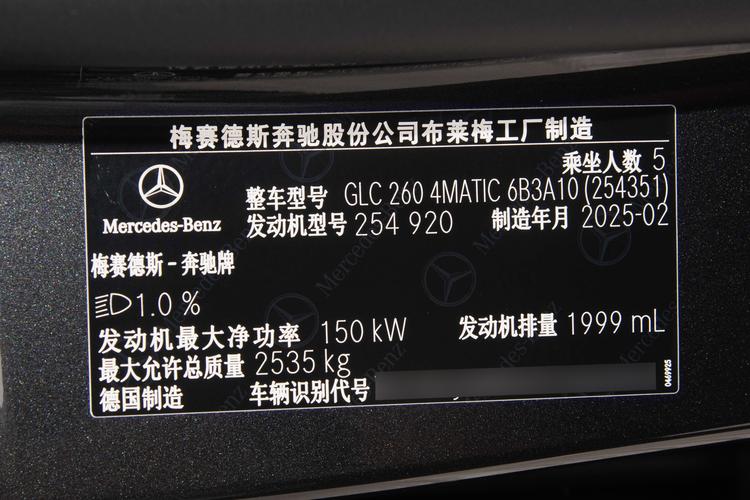 梅赛德斯奔驰股份公司布莱梅工厂制造
乘坐人数 5
整车型号 GLC 260 4MATIC 6B3A10 (254351)
Mercedes-Benz
发动机型号 254 920 制造年月 2025-02
梅赛德斯－奔驰牌
1.0 %
发动机最大净功率 150 kW 发动机排量 1999 mL
最大允许总质量 2535 kg
德国制造 车辆识别代号
0469925